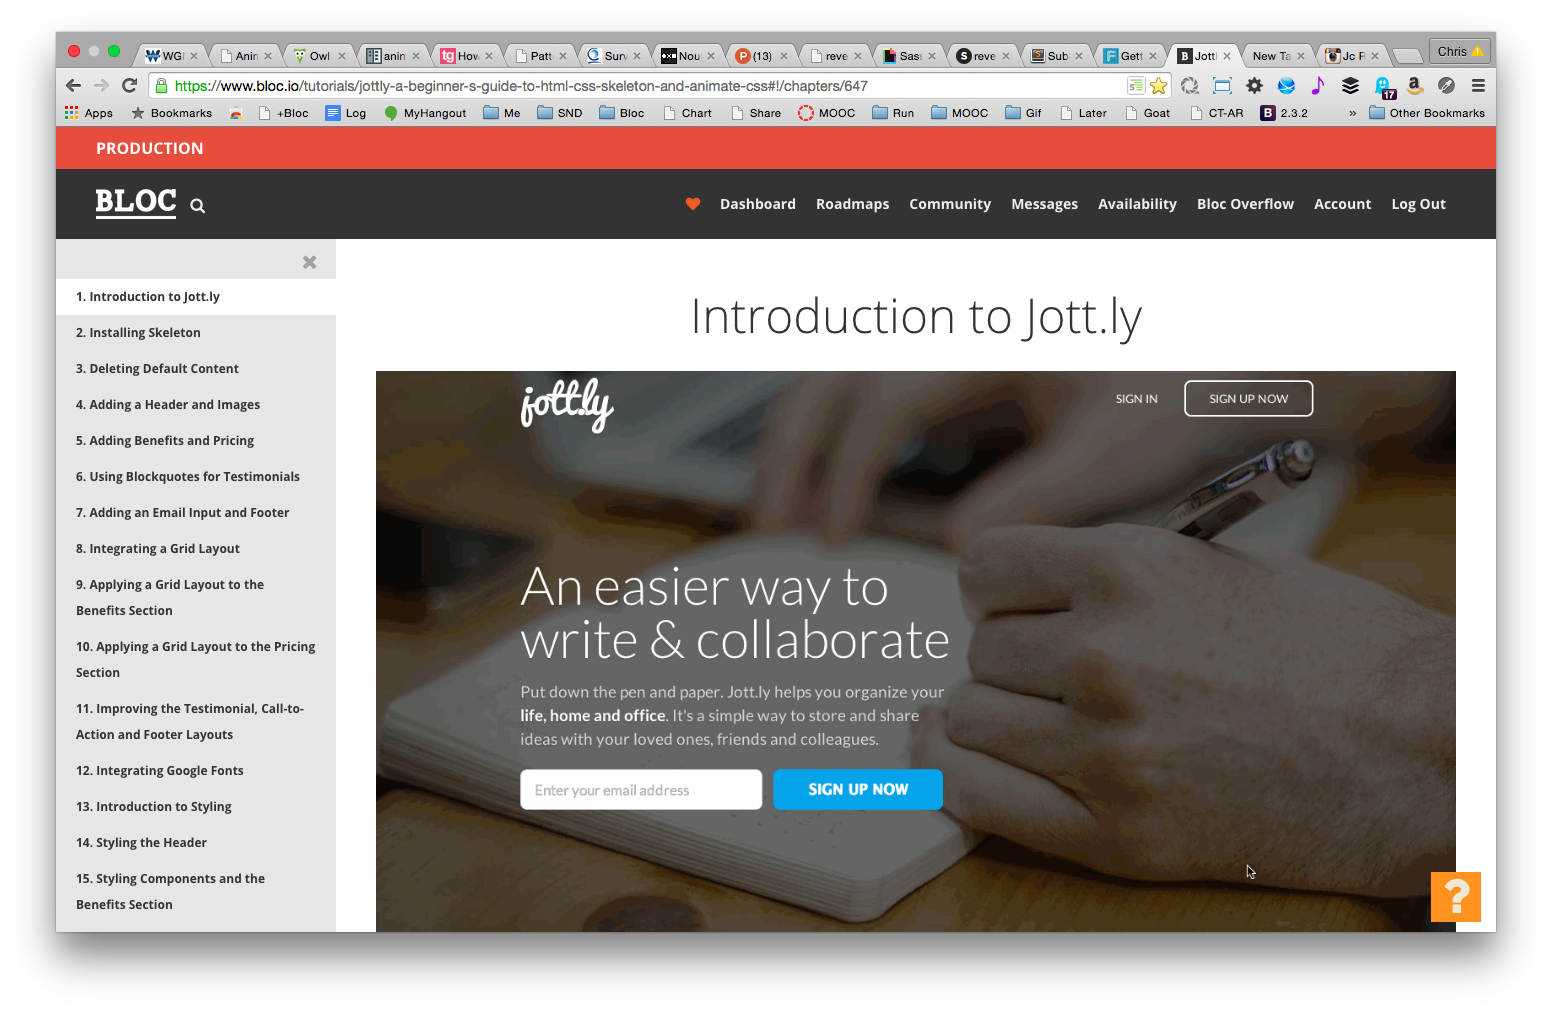 WG
Anin
Owl
anin
tg How
Patt
Surv
Nou
P (13)
reve
Sass
S reve
Sub
F Gett
B Jottl
New Ta
Jc F
Chris
https://www.bloc.io/tutorials/jottly-a-beginner-s-guide-to-html-css-skeleton-and-animate-css#!/chapters/647
17
Apps
Bookmarks
+Bloc
Log
MyHangout
Me
SND
Bloc
Chart
Share
MOOC
Run
MOOC
Gif
Later
Goat
CT-AR
B 2.3.2
»
Other Bookmarks
PRODUCTION
BLOC
Dashboard
Roadmaps
Community
Messages
Availability
Bloc Overflow
Account
Log Out
1. Introduction to Jott.ly
2. Installing Skeleton
3. Deleting Default Content
4. Adding a Header and Images
5. Adding Benefits and Pricing
6. Using Blockquotes for Testimonials
7. Adding an Email Input and Footer
8. Integrating a Grid Layout
9. Applying a Grid Layout to the
Benefits Section
10. Applying a Grid Layout to the Pricing
Section
11. Improving the Testimonial, Call-to-
Action and Footer Layouts
12. Integrating Google Fonts
13. Introduction to Styling
14. Styling the Header
15. Styling Components and the
Benefits Section
Introduction to Jott.ly
jott.ly
SIGN IN
SIGN UP NOW
An easier way to
write & collaborate
Put down the pen and paper. Jott.ly helps you organize your
life, home and office. It's a simple way to store and share
ideas with your loved ones, friends and colleagues.
Enter your email address
SIGN UP NOW
?